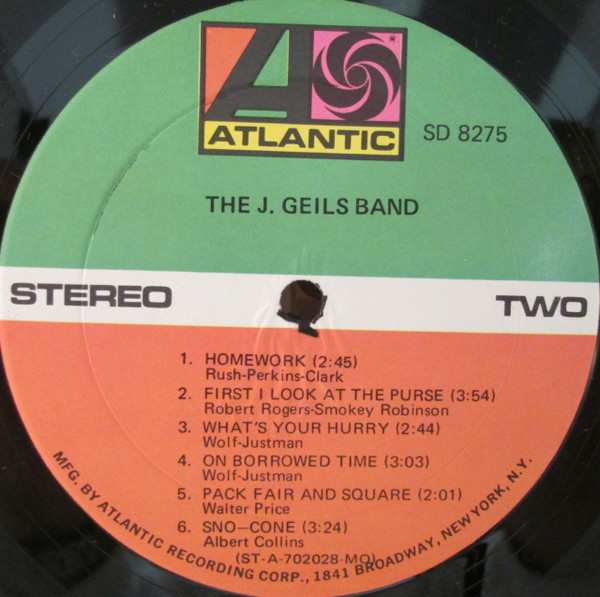 ATLANTIC
SD 8275
THE J. GEILS BAND
STEREO
TWO
1. HOMEWORK (2:45)
Rush-Perkins-Clark
2. FIRST I LOOK AT THE PURSE (3:54)
Robert Rogers-Smokey Robinson
3. WHAT'S YOUR HURRY (2:44)
Wolf-Justman
4. ON BORROWED TIME (3:03)
Wolf-Justman
5. PACK FAIR AND SQUARE (2:01)
Walter Price
6. SNO–CONE (3:24)
Albert Collins
(ST-A-702028-MO)
MFG. BY ATLANTIC RECORDING CORP., 1841 BROADWAY, NEW YORK, N.Y.